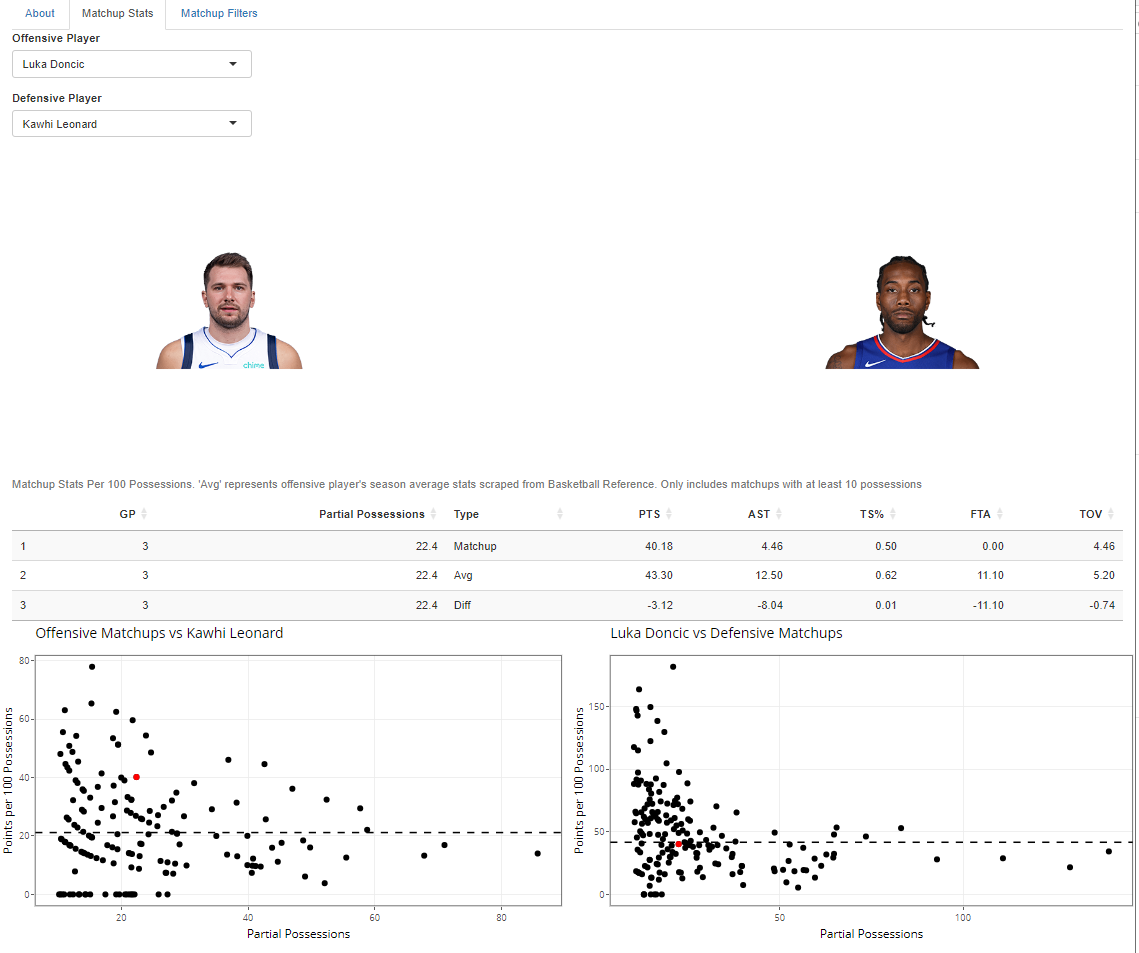 About Matchup Stats Matchup Filters
Offensive Player
Luka Doncic
Defensive Player
Kawhi Leonard
chime
Matchup Stats Per 100 Possessions. 'Avg' represents offensive player's season average stats scraped from Basketball Reference. Only includes matchups with at least 10 possessions
GP Partial Possessions Type PTS AST TS% FTA TOV
1 3 22.4 Matchup 40.18 4.46 0.50 0.00 4.46
2 3 22.4 Avg 43.30 12.50 0.62 11.10 5.20
3 3 22.4 Diff -3.12 -8.04 0.01 -11.10 -0.74
Offensive Matchups vs Kawhi Leonard
Points per 100 Possessions
80
60
40
20
0
20 40 60 80
Partial Possessions
Luka Doncic vs Defensive Matchups
Points per 100 Possessions
150
100
50
0
50 100
Partial Possessions